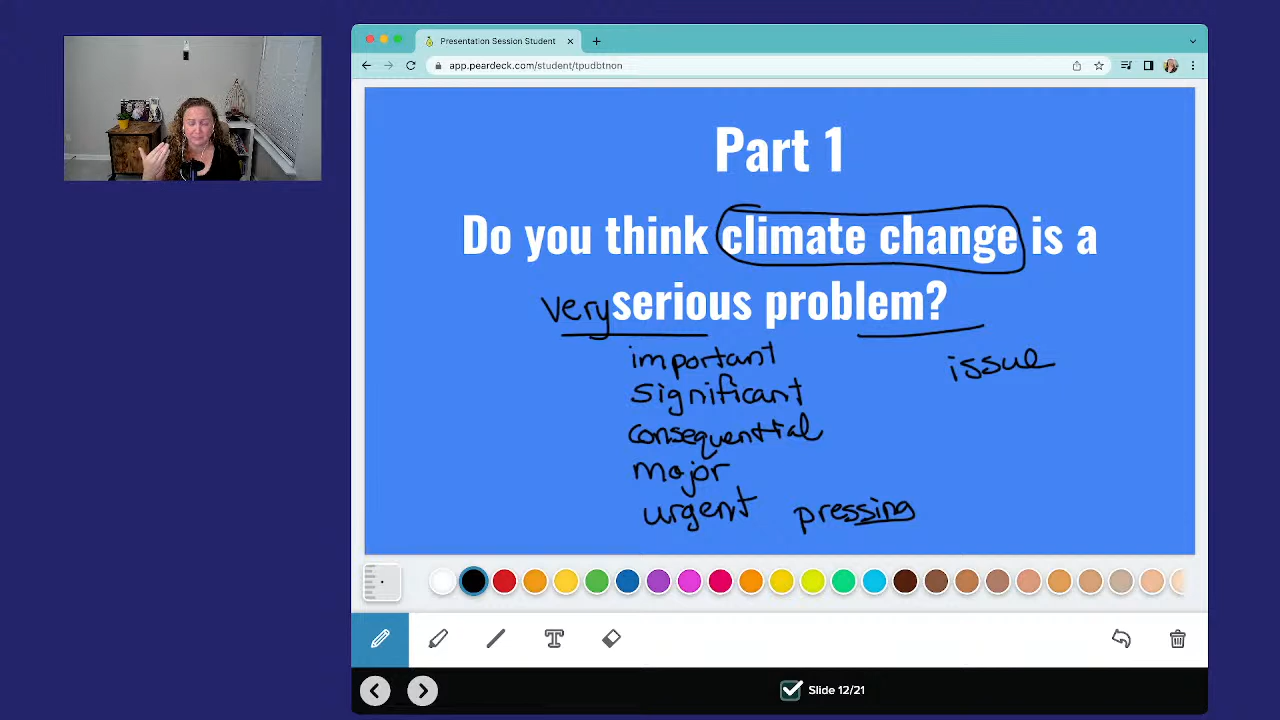 Presentation Session Student
app.peardeck.com/student/tpudbtnon
Part 1
Do you think climate change is a
very serious problem?
important
issue
significant
consequential
major
urgent pressing
Slide 12/21